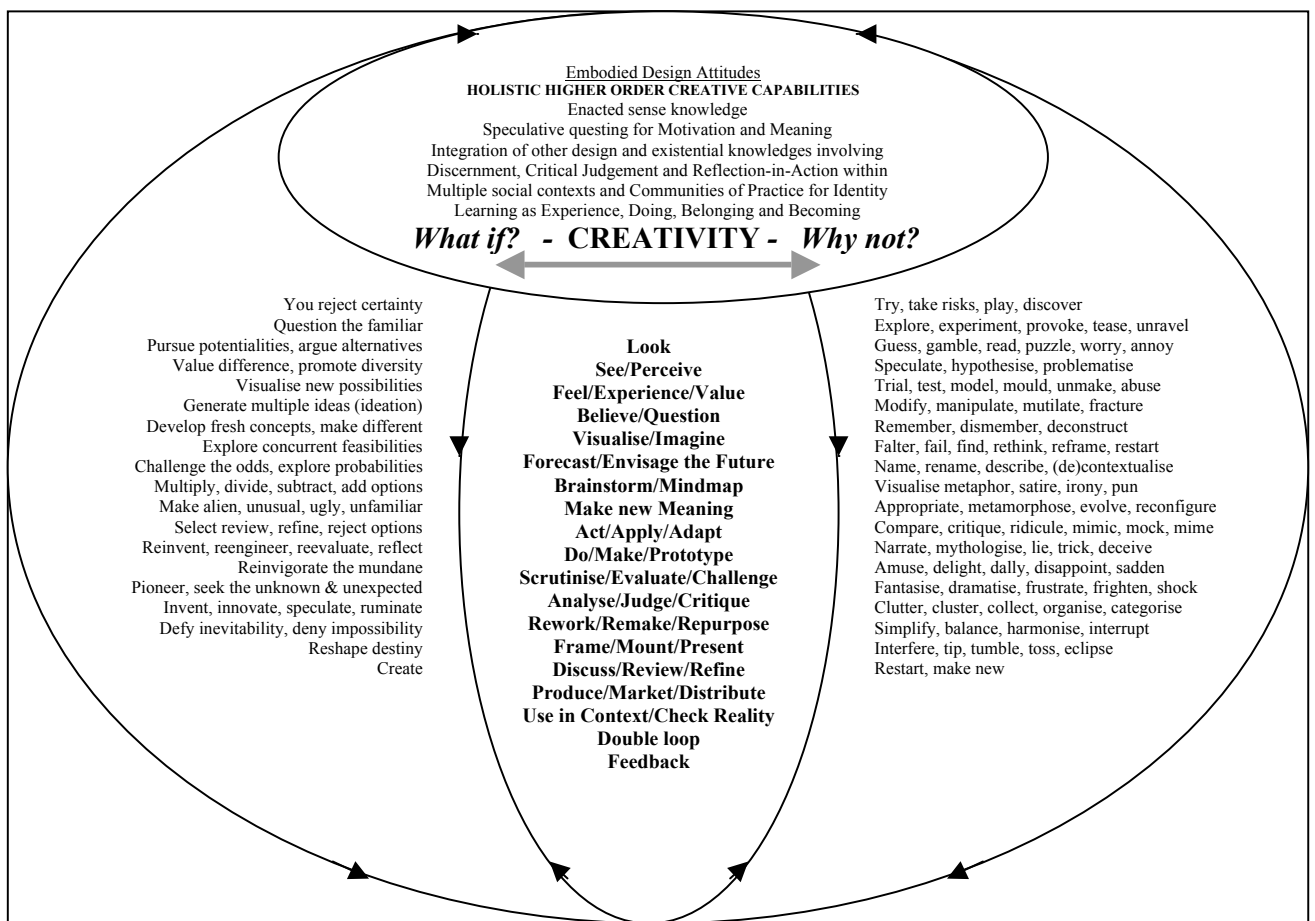 Embodied Design Attitudes
HOLISTIC HIGHER ORDER CREATIVE CAPABILITIES
Enacted sense knowledge
Speculative questing for Motivation and Meaning
Integration of other design and existential knowledges involving
Discernment, Critical Judgement and Reflection-in-Action within
Multiple social contexts and Communities of Practice for Identity
Learning as Experience, Doing, Belonging and Becoming
What if? - CREATIVITY - Why not?
You reject certainty
Question the familiar
Pursue potentialities, argue alternatives
Value difference, promote diversity
Visualise new possibilities
Generate multiple ideas (ideation)
Develop fresh concepts, make different
Explore concurrent feasibilities
Challenge the odds, explore probabilities
Multiply, divide, subtract, add options
Make alien, unusual, ugly, unfamiliar
Select review, refine, reject options
Reinvent, reengineer, reevaluate, reflect
Reinvigorate the mundane
Pioneer, seek the unknown & unexpected
Invent, innovate, speculate, ruminate
Defy inevitability, deny impossibility
Reshape destiny
Create
Look
See/Perceive
Feel/Experience/Value
Believe/Question
Visualise/Imagine
Forecast/Envisage the Future
Brainstorm/Mindmap
Make new Meaning
Act/Apply/Adapt
Do/Make/Prototype
Scrutinise/Evaluate/Challenge
Analyse/Judge/Critique
Rework/Remake/Repurpose
Frame/Mount/Present
Discuss/Review/Refine
Produce/Market/Distribute
Use in Context/Check Reality
Double loop
Feedback
Try, take risks, play, discover
Explore, experiment, provoke, tease, unravel
Guess, gamble, read, puzzle, worry, annoy
Speculate, hypothesise, problematise
Trial, test, model, mould, unmake, abuse
Modify, manipulate, mutilate, fracture
Remember, dismember, deconstruct
Falter, fail, find, rethink, reframe, restart
Name, rename, describe, (de)contextualise
Visualise metaphor, satire, irony, pun
Appropriate, metamorphose, evolve, reconfigure
Compare, critique, ridicule, mimic, mock, mime
Narrate, mythologise, lie, trick, deceive
Amuse, delight, dally, disappoint, sadden
Fantasise, dramatise, frustrate, frighten, shock
Clutter, cluster, collect, organise, categorise
Simplify, balance, harmonise, interrupt
Interfere, tip, tumble, toss, eclipse
Restart, make new